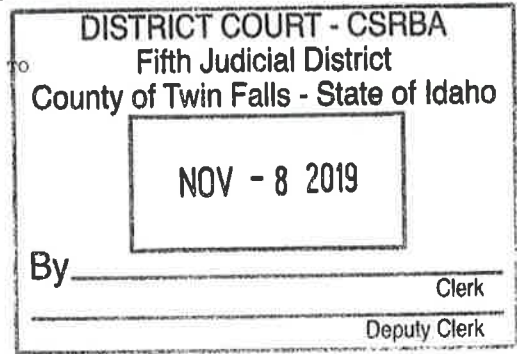 DISTRICT COURT - CSRBA
TO
Fifth Judicial District
County of Twin Falls - State of Idaho
NOV - 8 2019
By
Clerk
Deputy Clerk